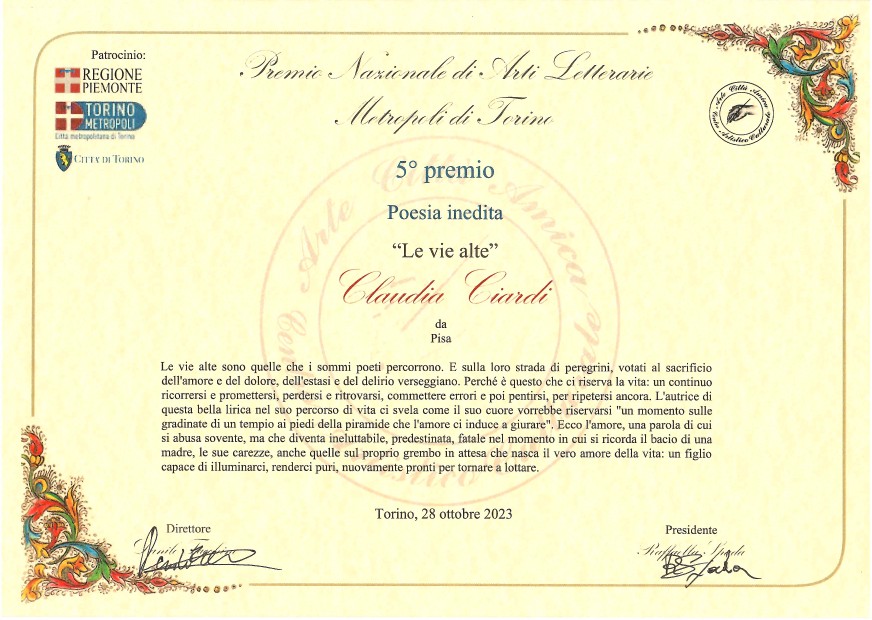 Patrocinio:
REGIONE
PIEMONTE
TORINO
METROPOLI
Città metropolitana di Torino
CITTÀ DI TORINO
Premio Nazionale di Arti Letterarie
Metropoli di Torino
Arte Città Amica
Centro Artistico Culturale
5° premio
Poesia inedita
“Le vie alte”
Claudia Ciardi
da
Pisa
Le vie alte sono quelle che i sommi poeti percorrono. E sulla loro strada di peregrini, votati al sacrificio
dell'amore e del dolore, dell'estasi e del delirio verseggiano. Perché è questo che ci riserva la vita: un continuo
ricorrersi e promettersi, perdersi e ritrovarsi, commettere errori e poi pentirsi, per ripetersi ancora. L'autrice di
questa bella lirica nel suo percorso di vita ci svela come il suo cuore vorrebbe riservarsi "un momento sulle
gradinate di un tempio ai piedi della piramide che l'amore ci induce a giurare". Ecco l'amore, una parola di cui
si abusa sovente, ma che diventa ineluttabile, predestinata, fatale nel momento in cui si ricorda il bacio di una
madre, le sue carezze, anche quelle sul proprio grembo in attesa che nasca il vero amore della vita: un figlio
capace di illuminarci, renderci puri, nuovamente pronti per tornare a lottare.
Torino, 28 ottobre 2023
Direttore
Presidente
Raffaella Spada